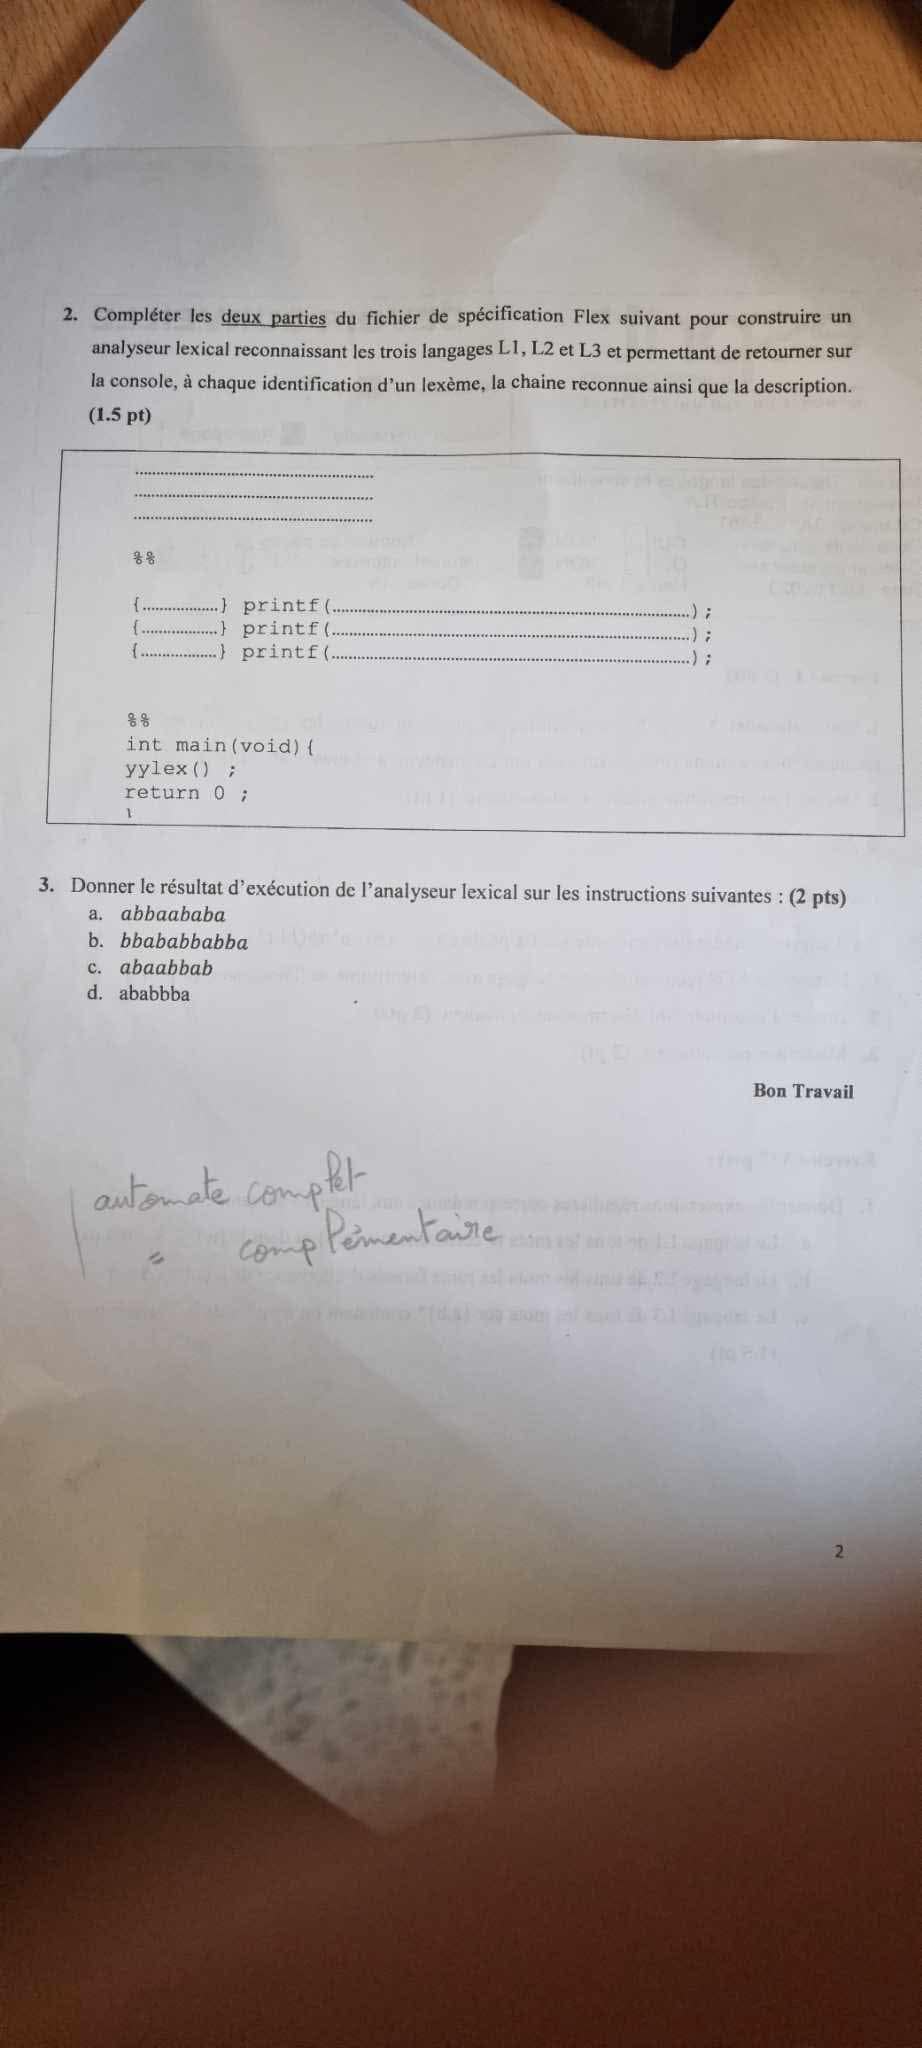 2. Compléter les deux parties du fichier de spécification Flex suivant pour construire un
analyseur lexical reconnaissant les trois langages L1, L2 et L3 et permettant de retourner sur
la console, à chaque identification d'un lexème, la chaine reconnue ainsi que la description.
(1.5 pt)
......................................................
......................................................
......................................................
%%
{..................} printf(..........................................................................................) ;
{..................} printf(..........................................................................................) ;
{..................} printf(..........................................................................................) ;
%%
int main(void){
yylex() ;
return 0 ;
}
3. Donner le résultat d'exécution de l'analyseur lexical sur les instructions suivantes : (2 pts)
a. abbaababa
b. bbababbabba
c. abaabbab
d. ababbba
Bon Travail
automate complet
= complémentaire
2